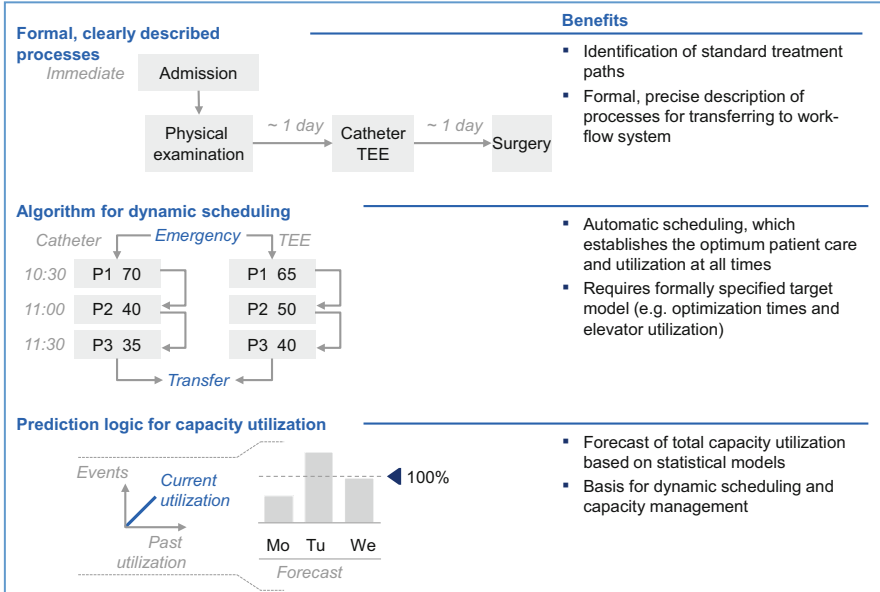 Benefits
Formal, clearly described
processes
Immediate
Admission
Physical
examination
~ 1 day
Catheter
TEE
~ 1 day
Surgery
▪ Identification of standard treatment
paths
▪ Formal, precise description of
processes for transferring to work-
flow system
Algorithm for dynamic scheduling
Catheter
Emergency
TEE
10:30
P1 70
P1 65
11:00
P2 40
P2 50
11:30
P3 35
P3 40
Transfer
▪ Automatic scheduling, which
establishes the optimum patient care
and utilization at all times
▪ Requires formally specified target
model (e.g. optimization times and
elevator utilization)
Prediction logic for capacity utilization
Events
Current
utilization
Past
utilization
100%
Mo Tu We
Forecast
▪ Forecast of total capacity utilization
based on statistical models
▪ Basis for dynamic scheduling and
capacity management